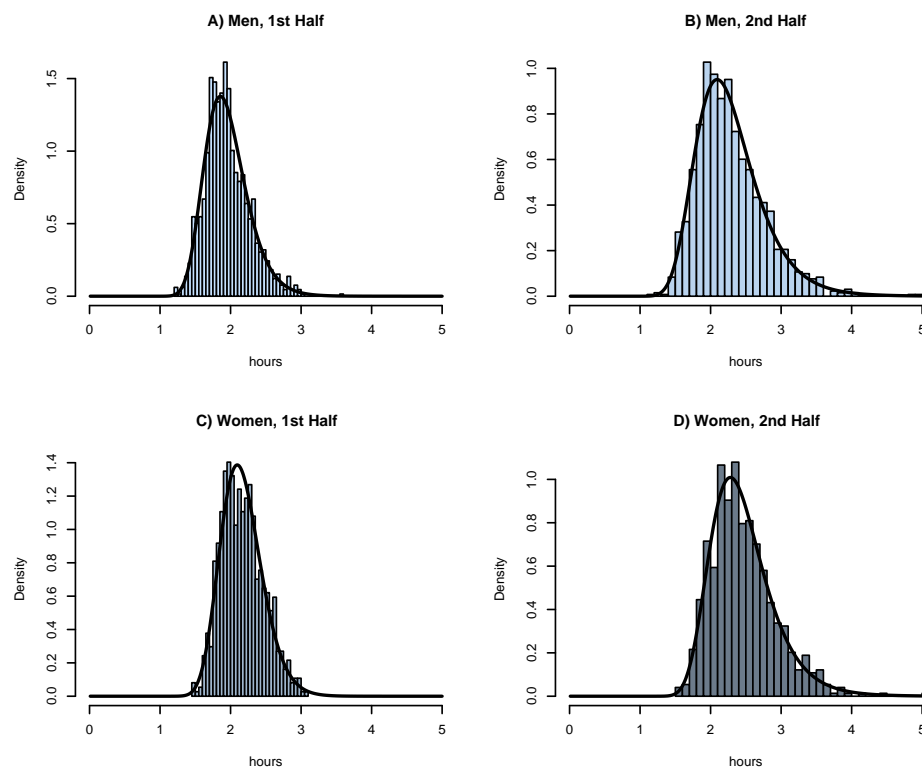 A) Men, 1st Half
Density
0.0 0.5 1.0 1.5
0 1 2 3 4 5
hours
B) Men, 2nd Half
Density
0.0 0.2 0.4 0.6 0.8 1.0
0 1 2 3 4 5
hours
C) Women, 1st Half
Density
0.0 0.2 0.4 0.6 0.8 1.0 1.2 1.4
0 1 2 3 4 5
hours
D) Women, 2nd Half
Density
0.0 0.2 0.4 0.6 0.8 1.0
0 1 2 3 4 5
hours